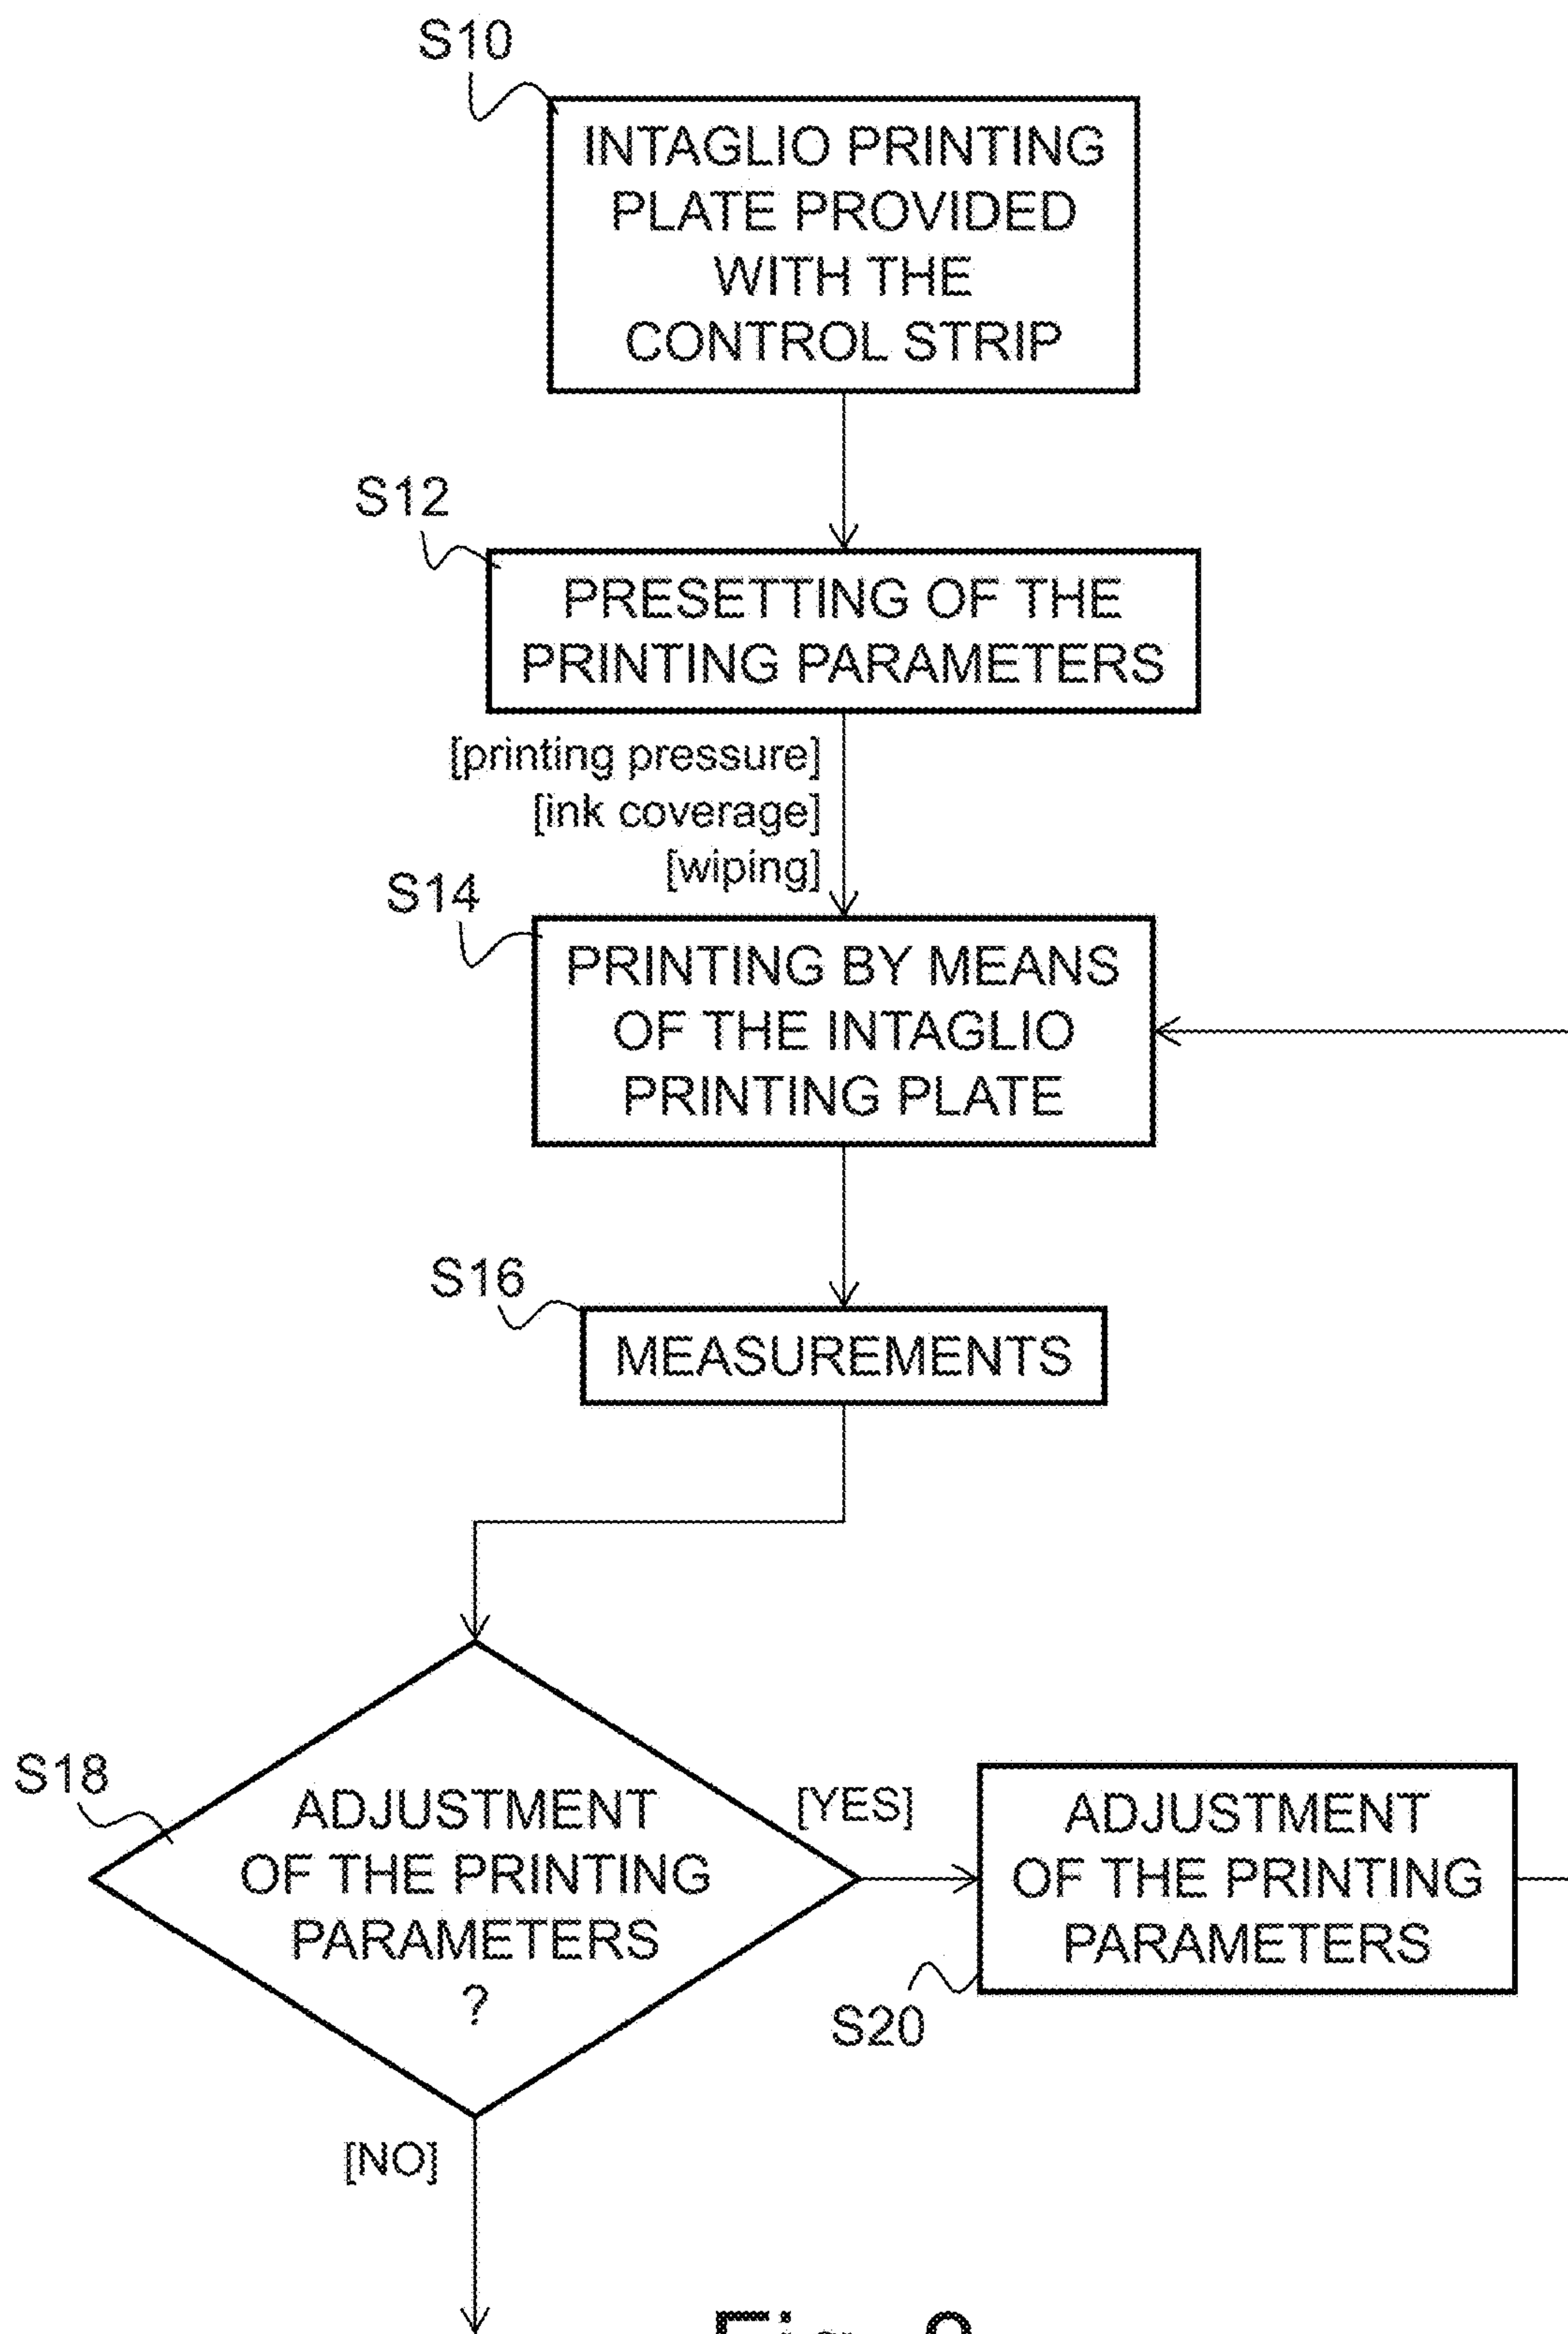 S10
INTAGLIO PRINTING
PLATE PROVIDED
WITH THE
CONTROL STRIP
S12
PRESETTING OF THE
PRINTING PARAMETERS
[printing pressure]
[ink coverage]
[wiping]
S14
PRINTING BY MEANS
OF THE INTAGLIO
PRINTING PLATE
S16
MEASUREMENTS
S18
ADJUSTMENT
OF THE PRINTING
PARAMETERS
?
[YES]
ADJUSTMENT
OF THE PRINTING
PARAMETERS
S20
[NO]